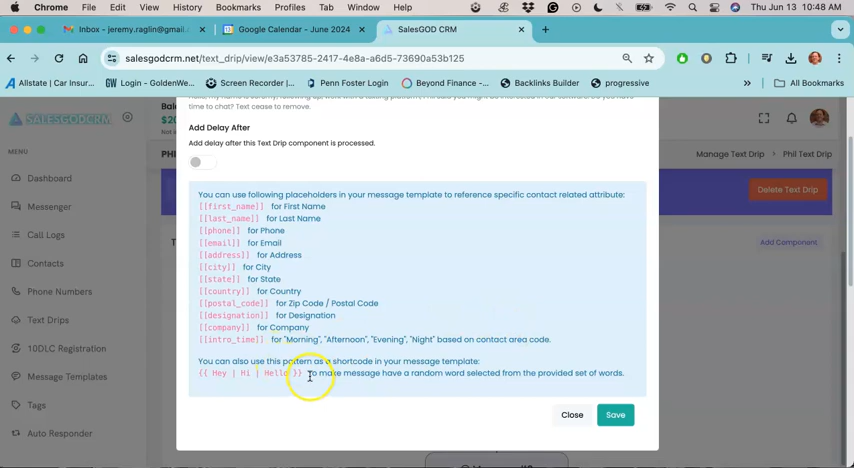 Chrome File Edit View History Bookmarks Profiles Tab Window Help Thu Jun 13 10:48 AM
Inbox - jeremy.raglin@gmail. Google Calendar - June 2024 SalesGOD CRM
salesgodcrm.net/text_drip/view/e3a53785-2417-4e8a-a6d5-73690a53b125
Allstate | Car Insur... Login – GoldenWe... Screen Recorder |... Penn Foster Login Beyond Finance -... Backlinks Builder progressive All Bookmarks
time to chat? Text cease to remove.
SALESGODCRM
Add Delay After
Add delay after this Text Drip component is processed.
MENU
Manage Text Drip Phil Text Drip
Dashboard
Delete Text Drip
Messenger
Call Logs
Add Component
Contacts
Phone Numbers
Text Drips
10DLC Registration
Message Templates
Tags
Auto Responder
You can use following placeholders in your message template to reference specific contact related attribute:
[[first_name]] for First Name
[[last_name]] for Last Name
[[phone]] for Phone
[[email]] for Email
[[address]] for Address
[[city]] for City
[[state]] for State
[[country]] for Country
[[postal_code]] for Zip Code / Postal Code
[[designation]] for Designation
[[company]] for Company
[[intro_time]] for "Morning", "Afternoon", "Evening", "Night" based on contact area code.
You can also use this pattern as a shortcode in your message template:
{{ Hey | Hi | Hello }} To make message have a random word selected from the provided set of words.
Close Save